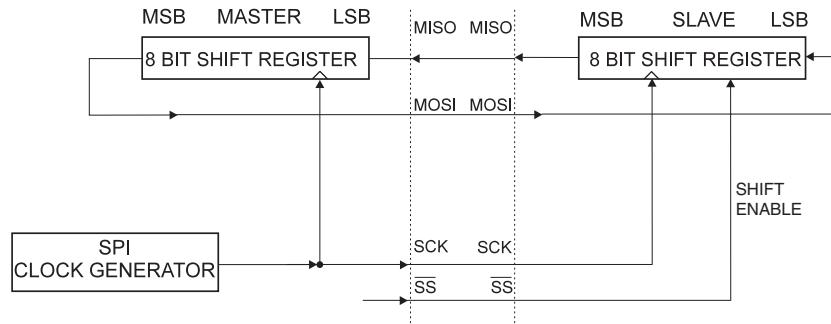 MSB MASTER LSB
MISO MISO
MSB SLAVE LSB
8 BIT SHIFT REGISTER
8 BIT SHIFT REGISTER
MOSI MOSI
SHIFT
ENABLE
SPI
CLOCK GENERATOR
SCK SCK
SS SS